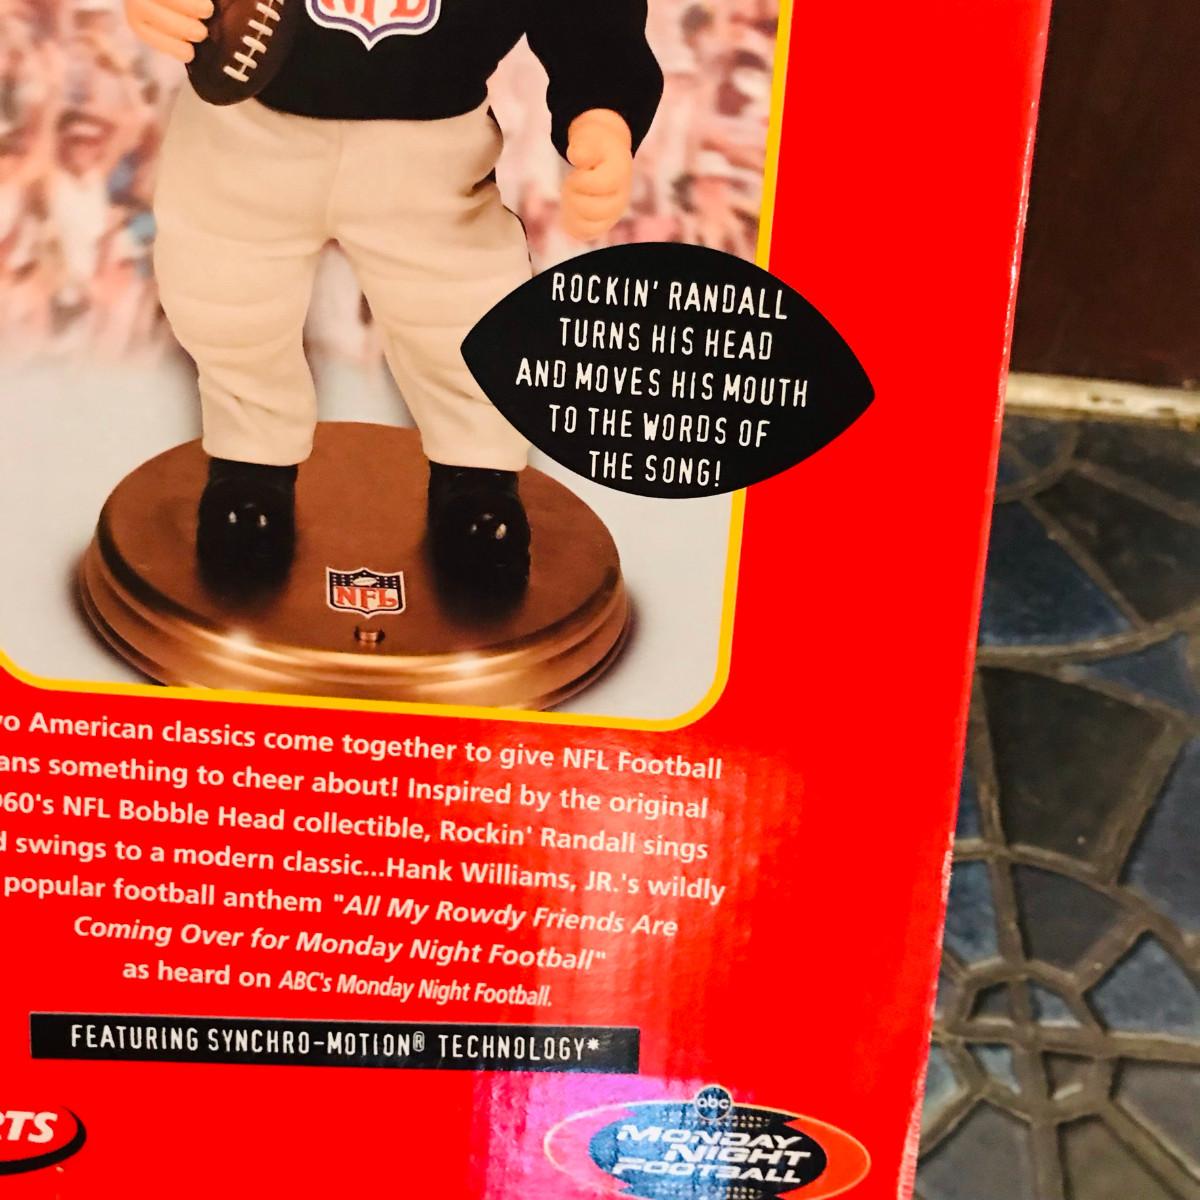 NFL
ROCKIN' RANDALL
TURNS HIS HEAD
AND MOVES HIS MOUTH
TO THE WORDS OF
THE SONG!
NFL
wo American classics come together to give NFL Football
ans something to cheer about! Inspired by the original
960's NFL Bobble Head collectible, Rockin' Randall sings
d swings to a modern classic...Hank Williams, JR.'s wildly
popular football anthem "All My Rowdy Friends Are
Coming Over for Monday Night Football"
as heard on ABC's Monday Night Football.
FEATURING SYNCHRO-MOTION® TECHNOLOGY*
RTS
abc
MONDAY
NIGHT
FOOTBALL